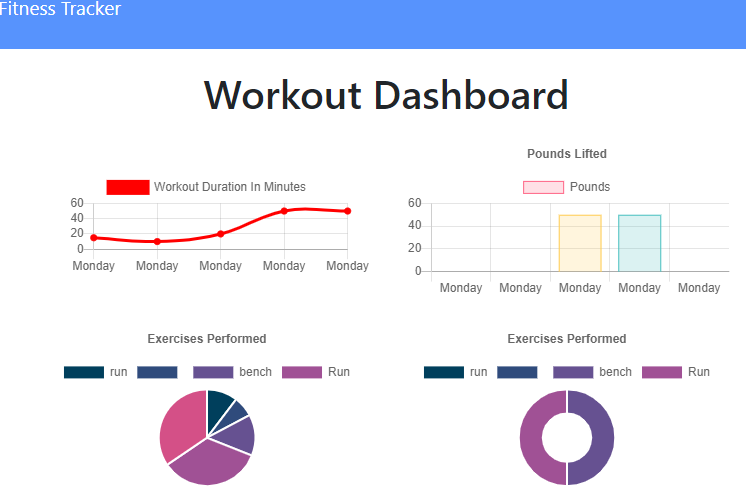 Fitness Tracker
Workout Dashboard
Workout Duration In Minutes
60
40
20
0
Monday Monday Monday Monday Monday
Pounds Lifted
Pounds
60
40
20
0
Monday Monday Monday Monday Monday
Exercises Performed
run bench Run
Exercises Performed
run bench Run